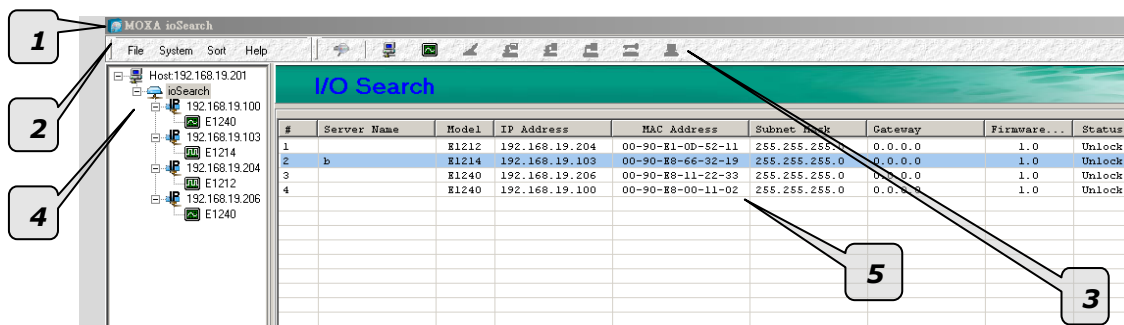 MOXA ioSearch
1
File System Sort Help
2
3
4
Host:192.168.19.201
ioSearch
192.168.19.100
E1240
192.168.19.103
E1214
192.168.19.204
E1212
192.168.19.206
E1240
I/O Search
# Server Name Model IP Address MAC Address Subnet Mask Gateway Firmware... Status
1 E1212 192.168.19.204 00-90-E1-0D-52-11 255.255.255.0 0.0.0.0 1.0 Unlock
2 b E1214 192.168.19.103 00-90-E8-66-32-19 255.255.255.0 0.0.0.0 1.0 Unlock
3 E1240 192.168.19.206 00-90-E8-11-22-33 255.255.255.0 0.0.0.0 1.0 Unlock
4 E1240 192.168.19.100 00-90-E8-00-11-02 255.255.255.0 0.0.0.0 1.0 Unlock
5